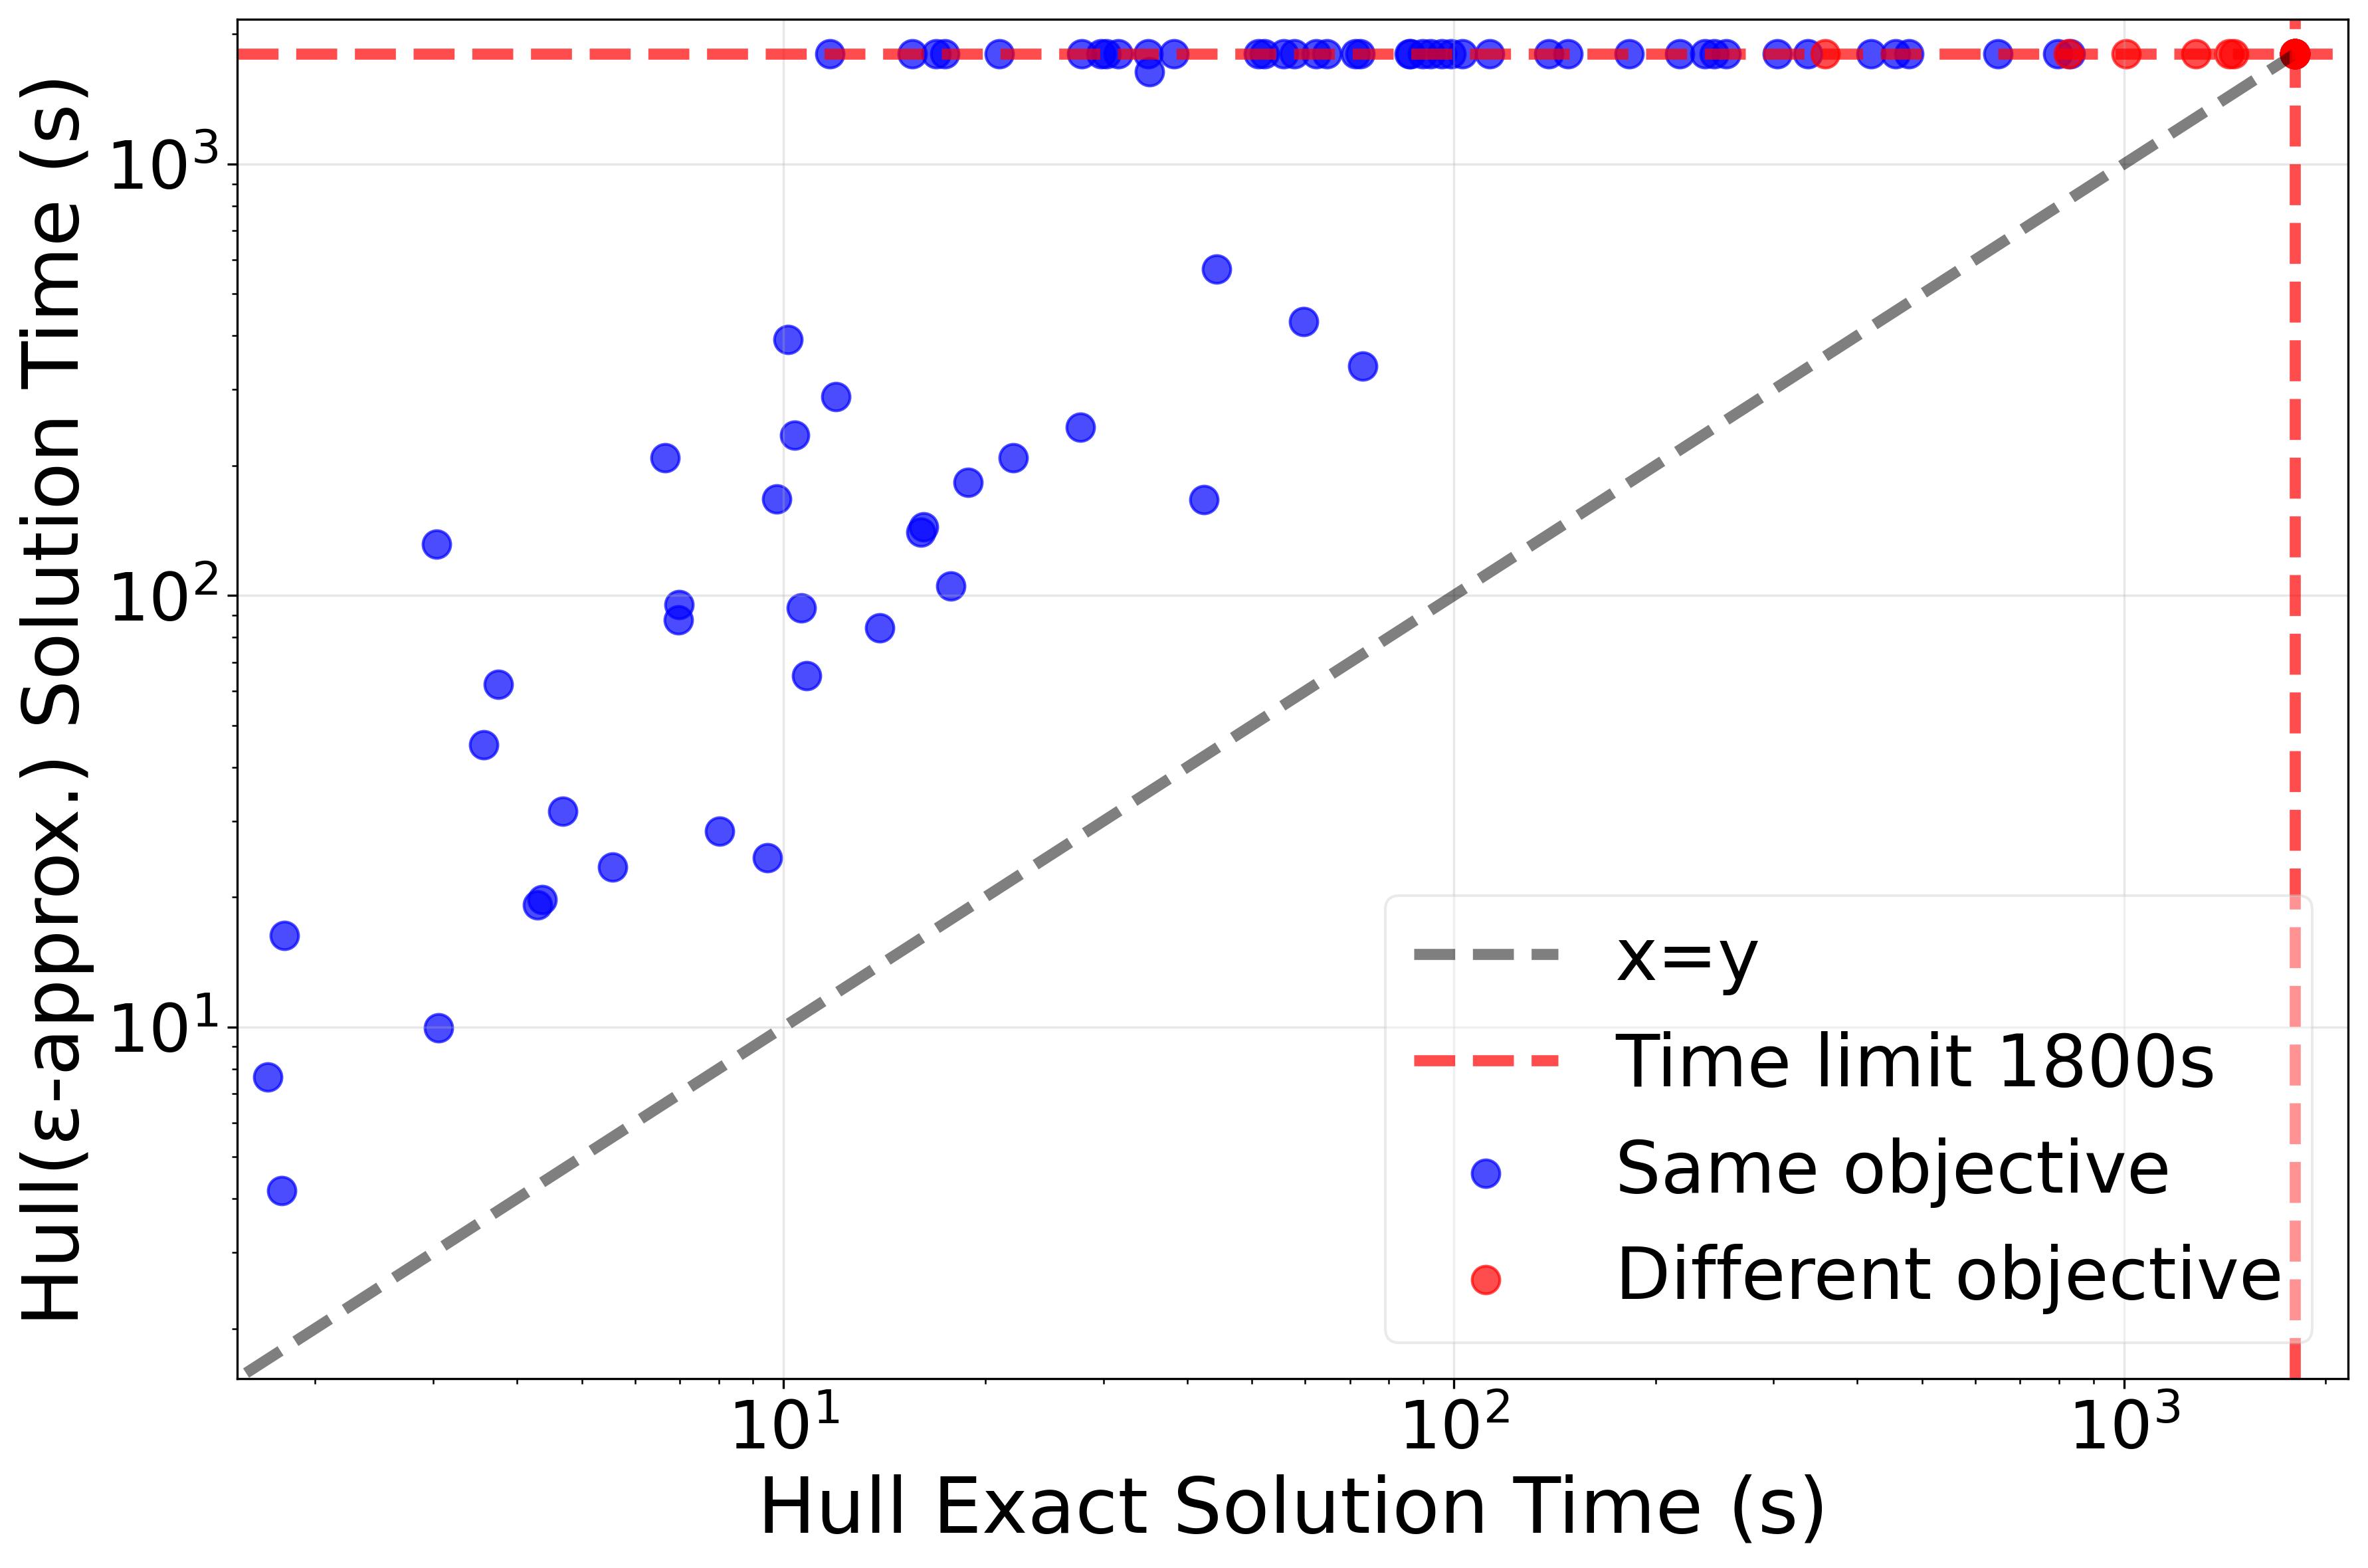 Hull(ε-approx.) Solution Time (s)
10³
10²
10¹
x=y
Time limit 1800s
Same objective
Different objective
10¹
10²
10³
Hull Exact Solution Time (s)